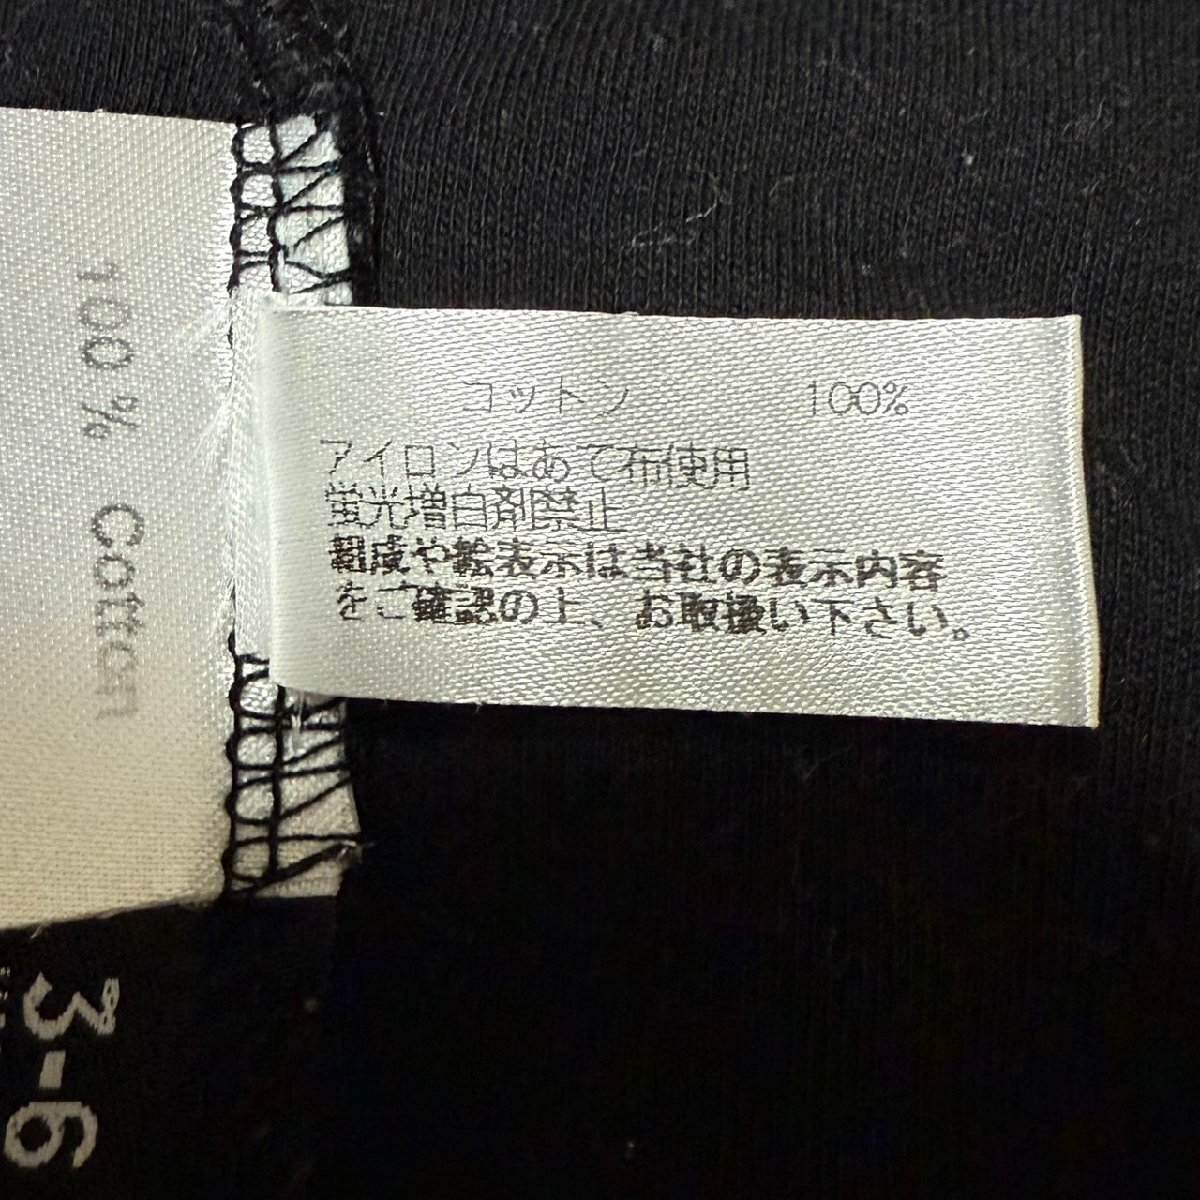 コットン 100%
アイロンはあて布使用
蛍光増白剤禁止
組成や絵表示は当社の表示内容
をご確認の上、お取扱い下さい。
100% Cotton
3-6